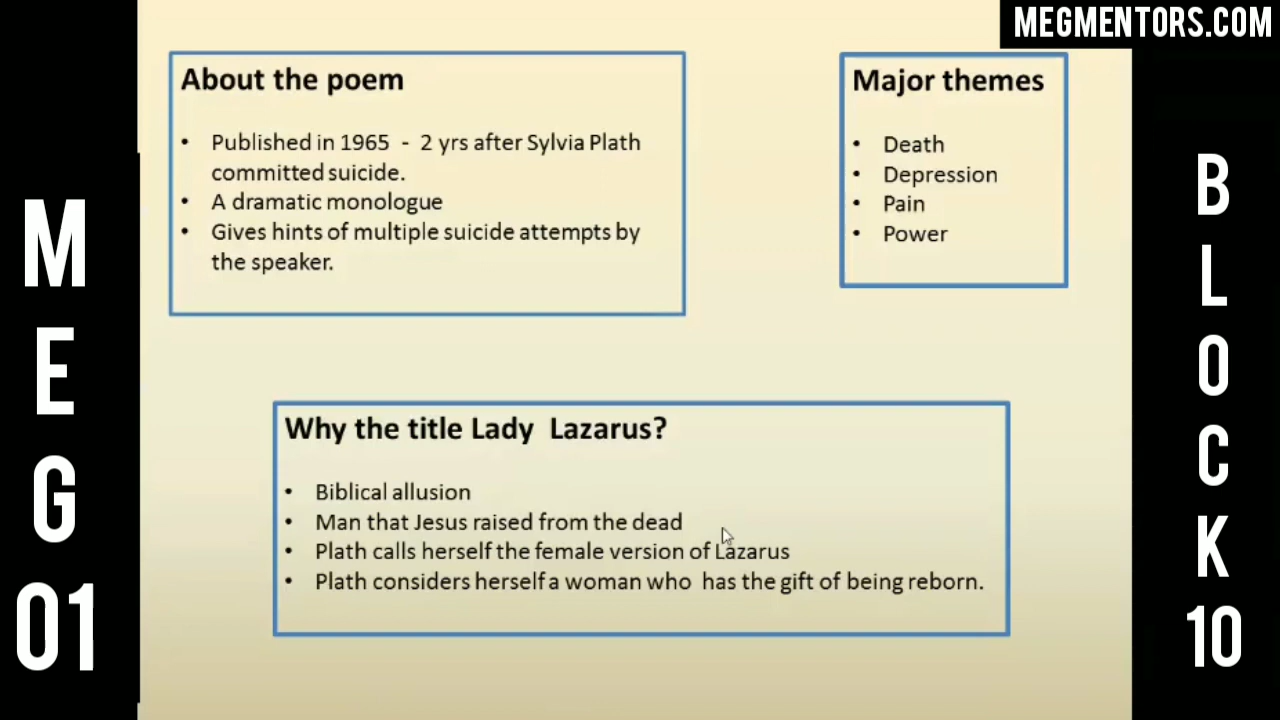 MEGMENTORS.COM
About the poem
• Published in 1965 - 2 yrs after Sylvia Plath
committed suicide.
• A dramatic monologue
• Gives hints of multiple suicide attempts by
the speaker.
Major themes
• Death
• Depression
• Pain
• Power
Why the title Lady Lazarus?
• Biblical allusion
• Man that Jesus raised from the dead
• Plath calls herself the female version of Lazarus
• Plath considers herself a woman who has the gift of being reborn.
MEG
01
BLOCK
10